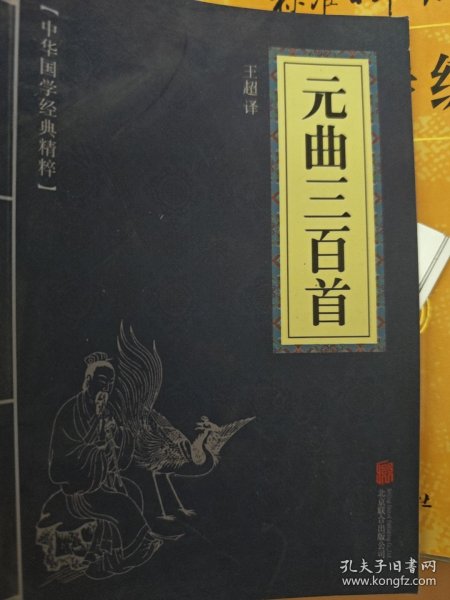 【中华国学经典精粹】
王超 译
元曲三百首
北京联合出版公司
社
孔夫子旧书网
www.kongfz.com